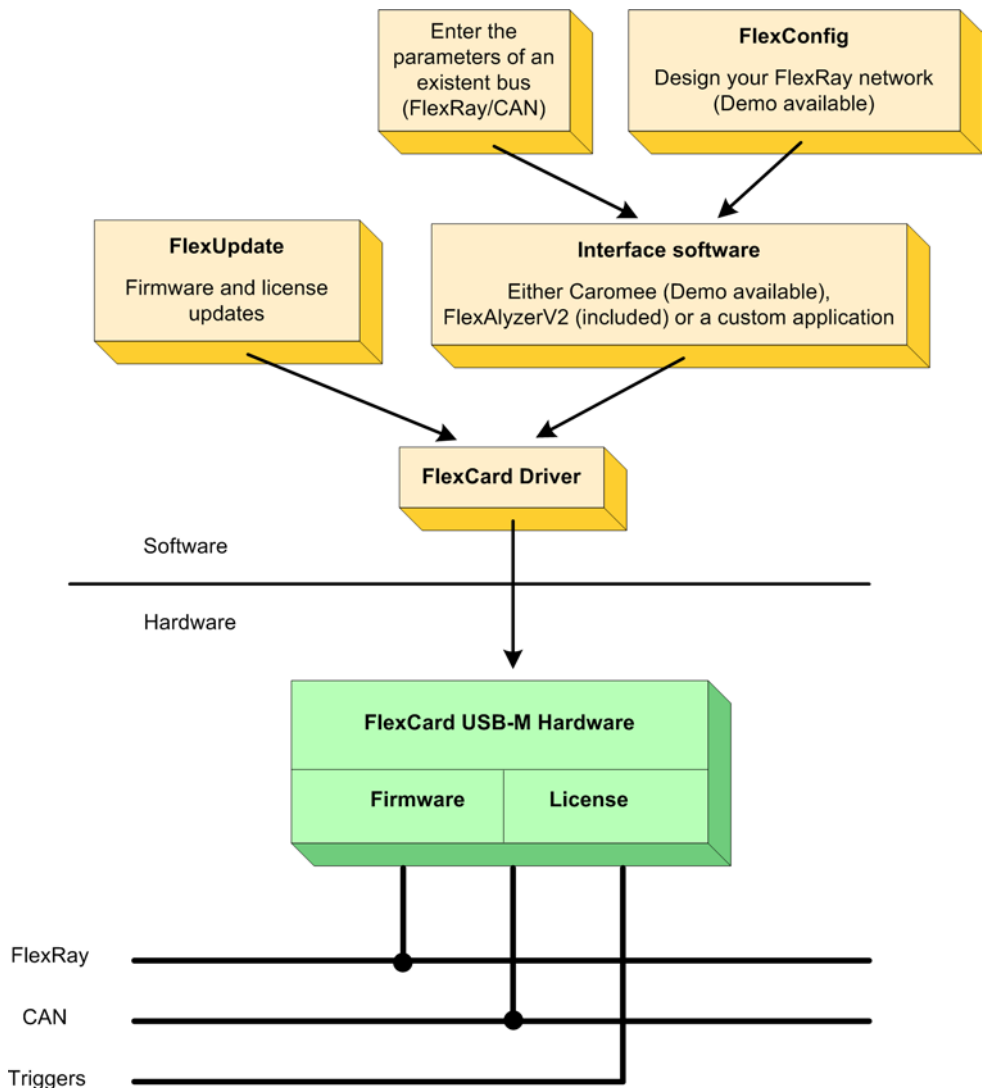 Enter the
parameters of an
existent bus
(FlexRay/CAN)
FlexConfig
Design your FlexRay network
(Demo available)
FlexUpdate
Firmware and license
updates
Interface software
Either Caromee (Demo available),
FlexAlyzerV2 (included) or a custom application
FlexCard Driver
Software
Hardware
FlexCard USB-M Hardware
Firmware
License
FlexRay
CAN
Triggers